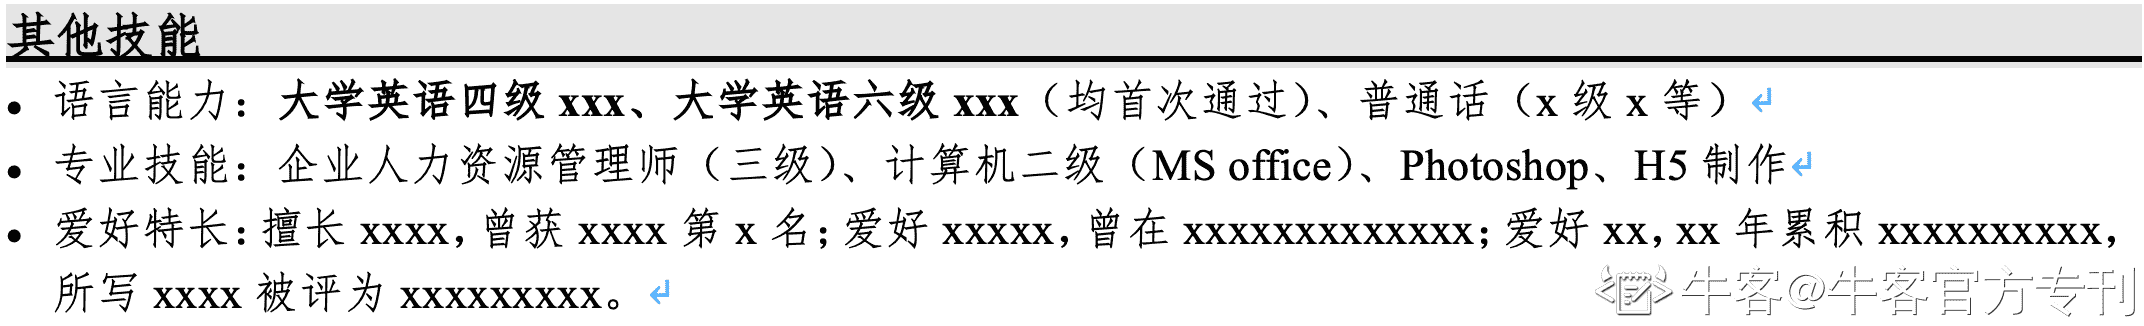 其他技能
● 语言能力：大学英语四级 xxx、大学英语六级 xxx（均首次通过）、普通话（x 级 x 等）
● 专业技能：企业人力资源管理师（三级）、计算机二级（MS office）、Photoshop、H5 制作
● 爱好特长：擅长 xxxx，曾获 xxxx 第 x 名；爱好 xxxxx，曾在 xxxxxxxxxxxxx；爱好 xx，xx 年累积 xxxxxxxxxx，
所写 xxxx 被评为 xxxxxxxxx。
牛客@牛客官方专刊